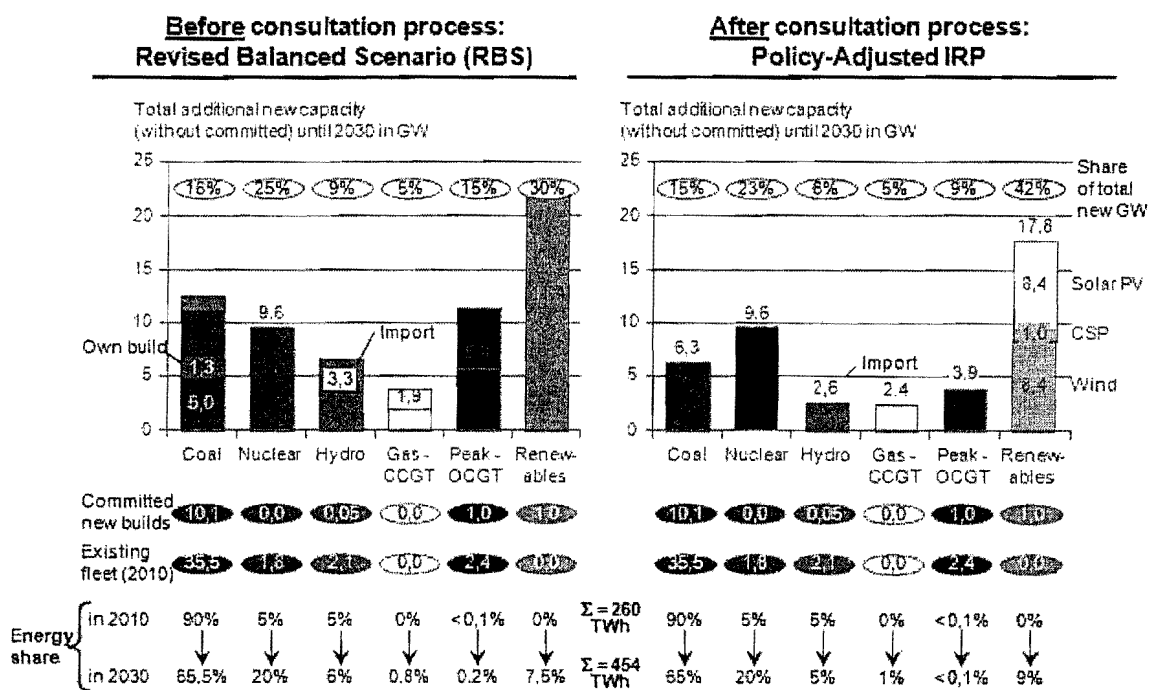 Before consultation process:
Revised Balanced Scenario (RBS)
Total additional new capacity
(without committed) until 2030 in GW
25
20
15
10
5
0
16%
25%
9%
5%
15%
30%
Own build
1,3
5,0
9.6
Import
3,3
1,9
Coal
Nuclear
Hydro
Gas -
CCGT
Peak -
OCGT
Renew-
ables
After consultation process:
Policy-Adjusted IRP
Total additional new capacity
(without committed) until 2030 in GW
25
20
15
10
5
0
15%
23%
6%
5%
9%
42%
Share
of total
new GW
6,3
9.6
Import
2,6
2.4
3,9
17,8
8,4
Solar PV
1,0
CSP
8,4
Wind
Coal
Nuclear
Hydro
Gas -
CCGT
Peak -
OCGT
Renew-
ables
Committed
new builds
10,1 0,0 0,05 0,0 1,0 1,0
10,1 0,0 0,05 0,0 1,0 1,0
Existing
fleet (2010)
35,5 1,8 2,1 0,0 2,4 0,0
35,5 1,8 2,1 0,0 2,4 0,0
Energy
share
in 2010 90% 5% 5% 0% <0,1% 0%
Σ = 260
TWh
90% 5% 5% 0% <0,1% 0%
in 2030 65,5% 20% 6% 0.8% 0.2% 7,5%
Σ = 454
TWh
65% 20% 5% 1% <0,1% 9%